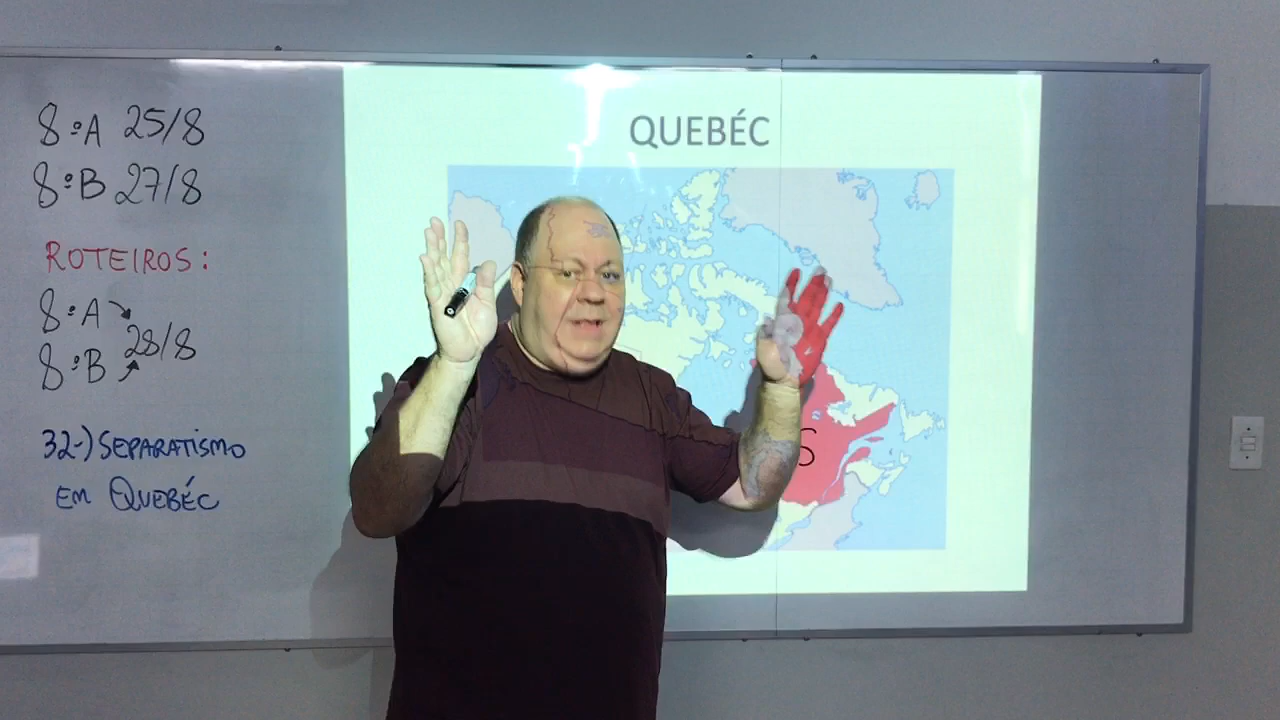 8ºA 25/8
8ºB 27/8
ROTEIROS:
8ºA
28/8
8ºB
32-) SEPARATISMO
EM QUEBÉC
QUEBÉC
S